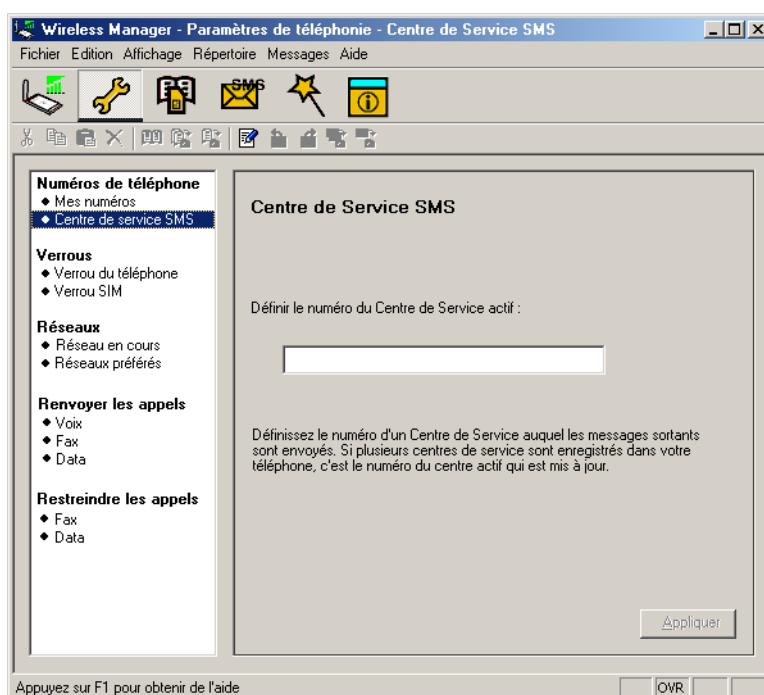 Wireless Manager - Paramètres de téléphonie - Centre de Service SMS
Fichier Edition Affichage Répertoire Messages Aide
SMS
Numéros de téléphone
Mes numéros
Centre de service SMS
Verrous
Verrou du téléphone
Verrou SIM
Réseaux
Réseau en cours
Réseaux préférés
Renvoyer les appels
Voix
Fax
Data
Restreindre les appels
Fax
Data
Centre de Service SMS
Définir le numéro du Centre de Service actif :
Définissez le numéro d'un Centre de Service auquel les messages sortants
sont envoyés. Si plusieurs centres de service sont enregistrés dans votre
téléphone, c'est le numéro du centre actif qui est mis à jour.
Appliquer
Appuyez sur F1 pour obtenir de l'aide
OVR